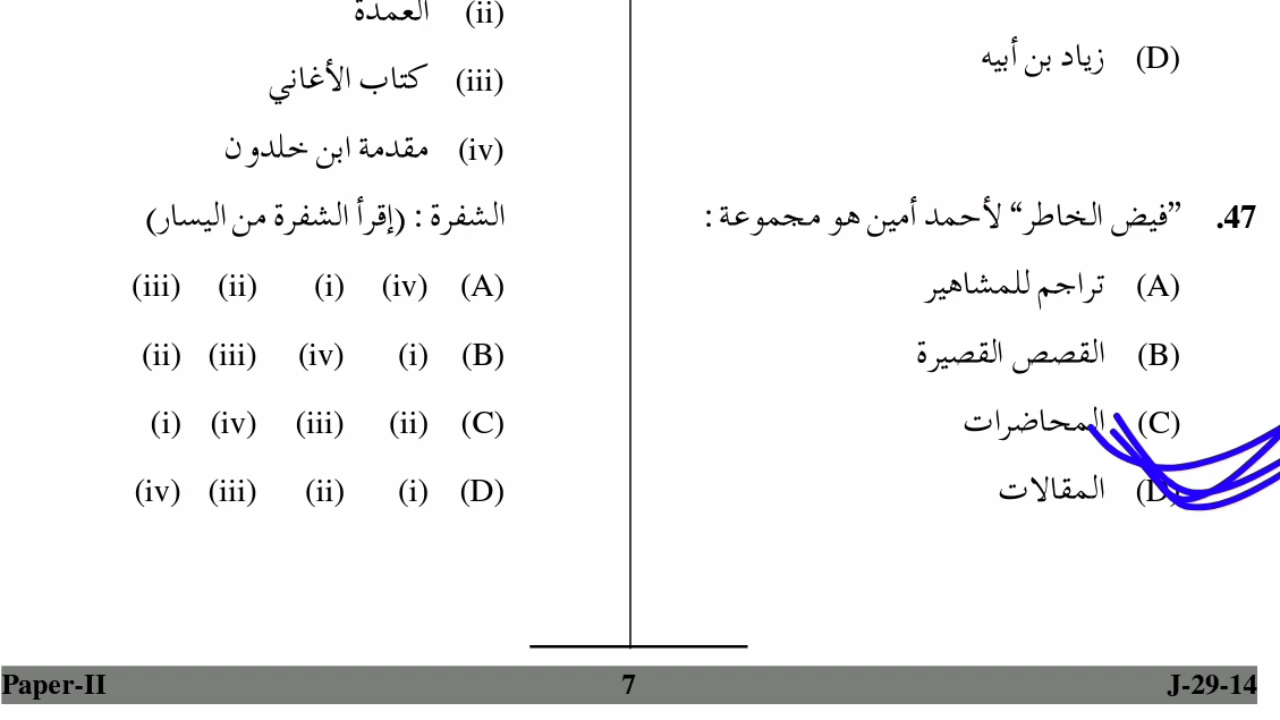 (D) زياد بن أبيه
47. ”فيض الخاطر“ لأحمد أمين هو مجموعة :
(A) تراجم للمشاهير
(B) القصص القصيرة
(C) المحاضرات
(D) المقالات
(ii) العمدة
(iii) كتاب الأغاني
(iv) مقدمة ابن خلدون
الشفرة : (إقرأ الشفرة من اليسار)
(iii) (ii) (i) (iv) (A)
(ii) (iii) (iv) (i) (B)
(i) (iv) (iii) (ii) (C)
(iv) (iii) (ii) (i) (D)
Paper-II 7 J-29-14